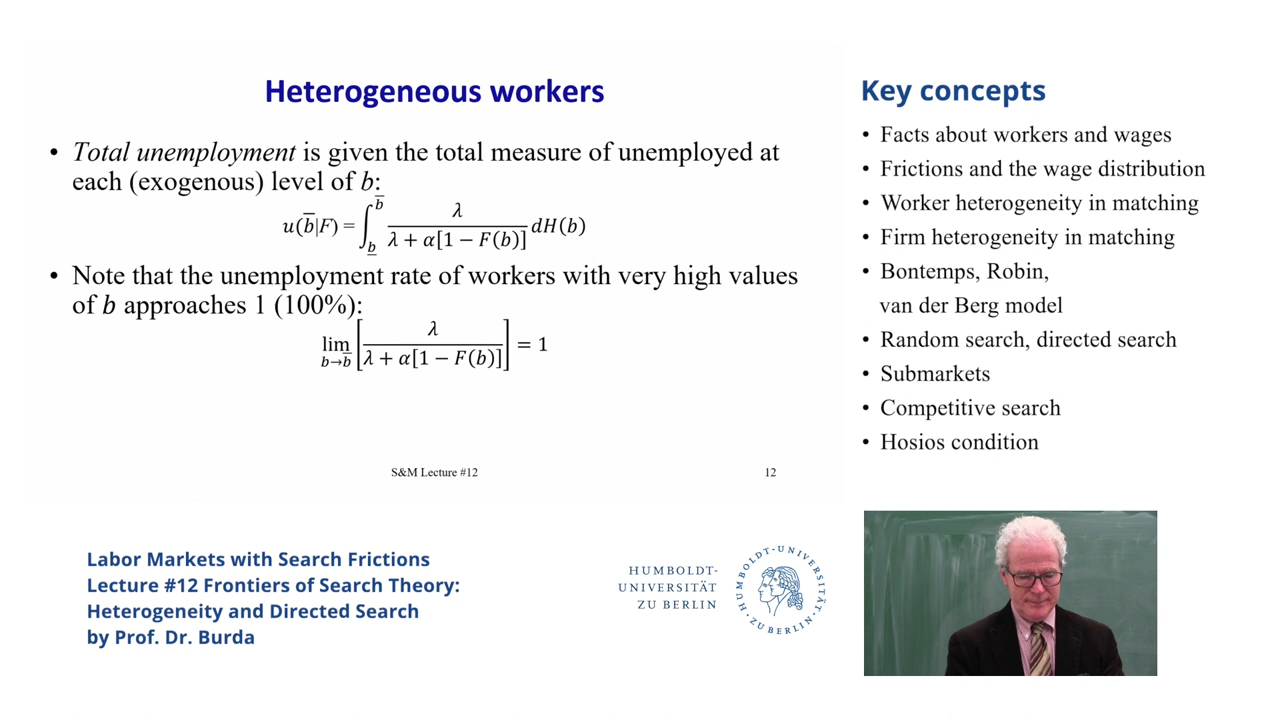 Heterogeneous workers
• Total unemployment is given the total measure of unemployed at
each (exogenous) level of b:
u(b̅|F) = ∫_b̲^b̅ λ / (λ + α[1 − F(b)]) dH(b)
• Note that the unemployment rate of workers with very high values
of b approaches 1 (100%):
lim_{b→b̅} [λ / (λ + α[1 − F(b)])] = 1
S&M Lecture #12
12
Key concepts
• Facts about workers and wages
• Frictions and the wage distribution
• Worker heterogeneity in matching
• Firm heterogeneity in matching
• Bontemps, Robin,
van der Berg model
• Random search, directed search
• Submarkets
• Competitive search
• Hosios condition
Labor Markets with Search Frictions
Lecture #12 Frontiers of Search Theory:
Heterogeneity and Directed Search
by Prof. Dr. Burda
HUMBOLDT-
UNIVERSITÄT
ZU BERLIN
HUMBOLDT-UNIVERSITÄT
· ZU BERLIN ·